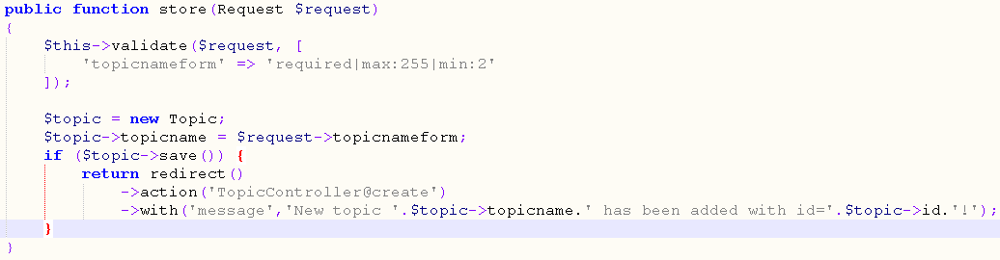 public function store(Request $request)
{
    $this->validate($request, [
        'topicnameform' => 'required|max:255|min:2'
    ]);
    $topic = new Topic;
    $topic->topicname = $request->topicnameform;
    if ($topic->save()) {
        return redirect()
            ->action('TopicController@create')
            ->with('message','New topic '.$topic->topicname.' has been added with id='.$topic->id.'!');
    }
}